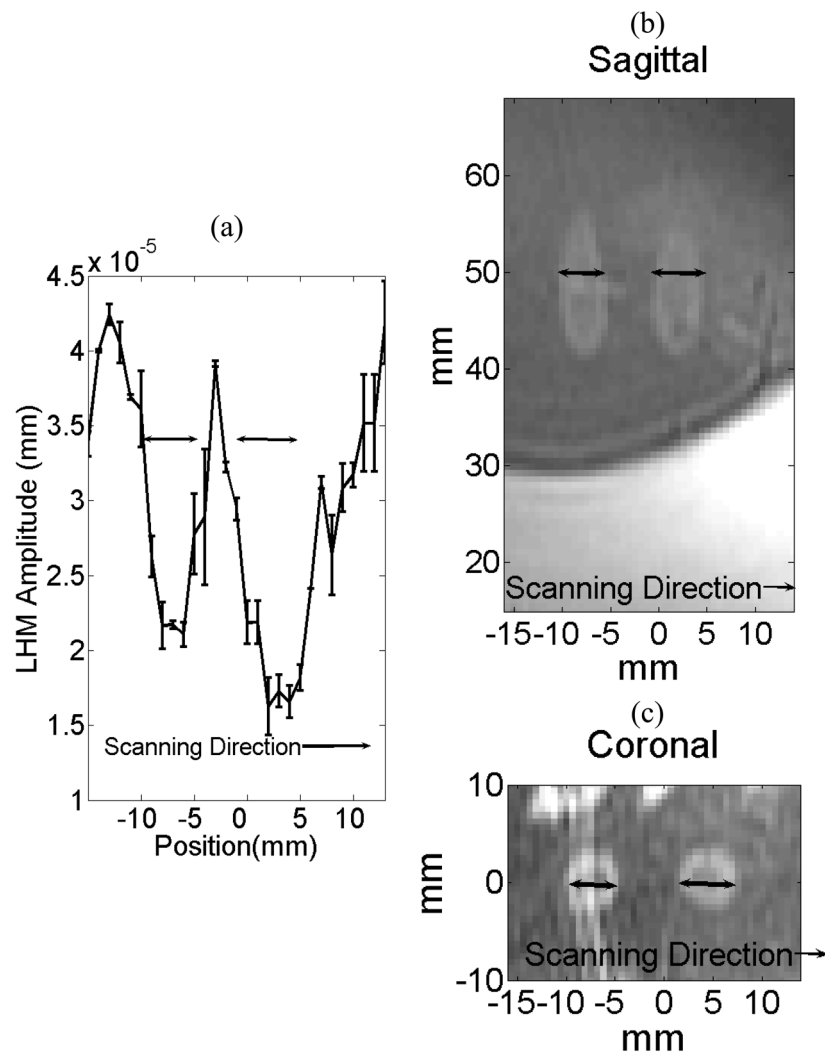 (a)
4.5 x 10
-5
4
3.5
3
2.5
2
1.5
1
LHM Amplitude (mm)
Scanning Direction
-10 -5 0 5 10
Position(mm)
(b)
Sagittal
60
50
40
30
20
mm
Scanning Direction
-15 -10 -5 0 5 10
mm
(c)
Coronal
10
0
-10
mm
Scanning Direction
-15 -10 -5 0 5 10
mm